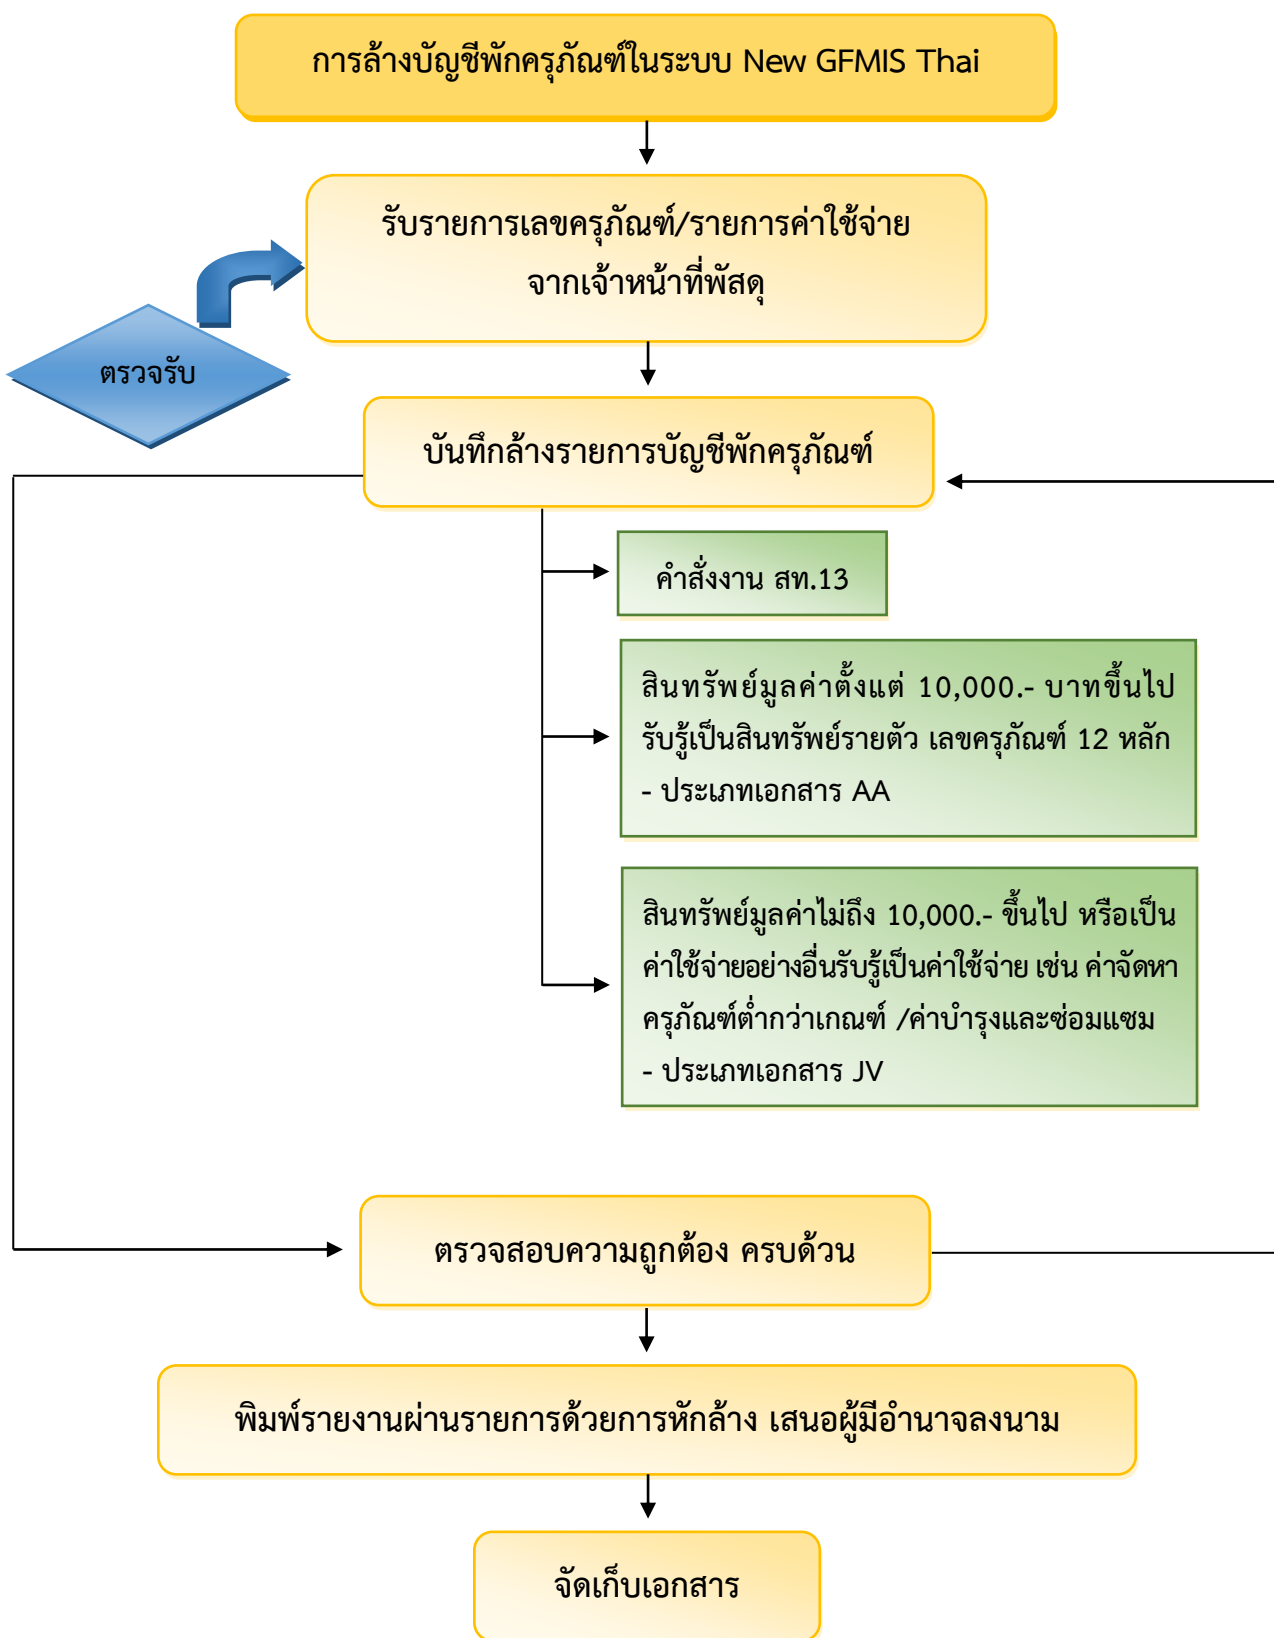 การล้างบัญชีพักครุภัณฑ์ในระบบ New GFMIS Thai
รับรายการเลขครุภัณฑ์/รายการค่าใช้จ่าย
จากเจ้าหน้าที่พัสดุ
ตรวจรับ
บันทึกล้างรายการบัญชีพักครุภัณฑ์
คำสั่งงาน สท.13
สินทรัพย์มูลค่าตั้งแต่ 10,000.- บาทขึ้นไป
รับรู้เป็นสินทรัพย์รายตัว เลขครุภัณฑ์ 12 หลัก
- ประเภทเอกสาร AA
สินทรัพย์มูลค่าไม่ถึง 10,000.- ขึ้นไป หรือเป็น
ค่าใช้จ่ายอย่างอื่นรับรู้เป็นค่าใช้จ่าย เช่น ค่าจัดหา
ครุภัณฑ์ต่ำกว่าเกณฑ์ /ค่าบำรุงและซ่อมแซม
- ประเภทเอกสาร JV
ตรวจสอบความถูกต้อง ครบด้วน
พิมพ์รายงานผ่านรายการด้วยการหักล้าง เสนอผู้มีอำนาจลงนาม
จัดเก็บเอกสาร